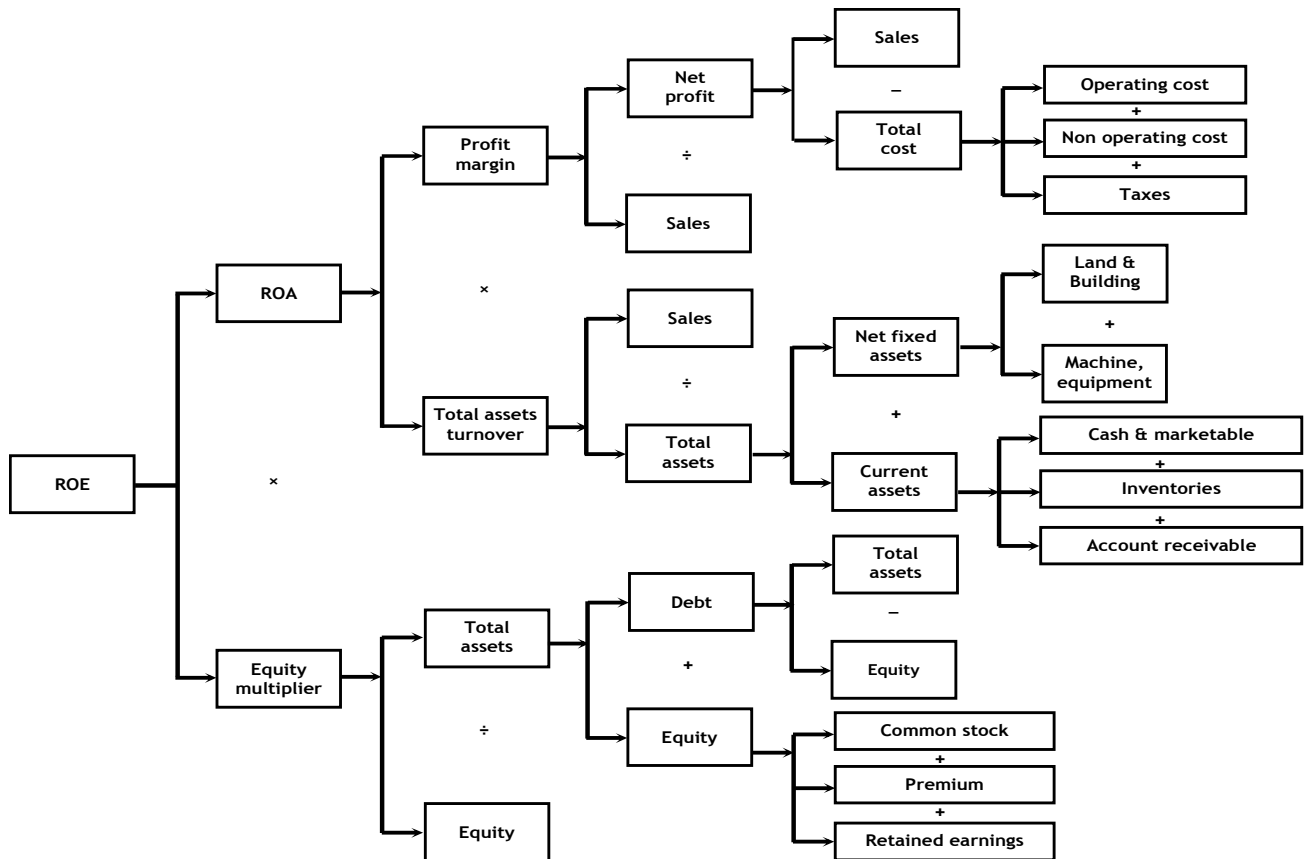 Sales
–
Net
profit
Operating cost
+
Total
cost
Non operating cost
+
Taxes
Profit
margin
÷
Sales
ROA
×
Land &
Building
+
Machine,
equipment
Sales
÷
Net fixed
assets
+
Total assets
turnover
Total
assets
Current
assets
Cash & marketable
+
Inventories
+
Account receivable
ROE
×
Total
assets
–
Equity
Debt
+
Total
assets
÷
Equity
multiplier
Equity
Common stock
+
Premium
+
Retained earnings
Equity